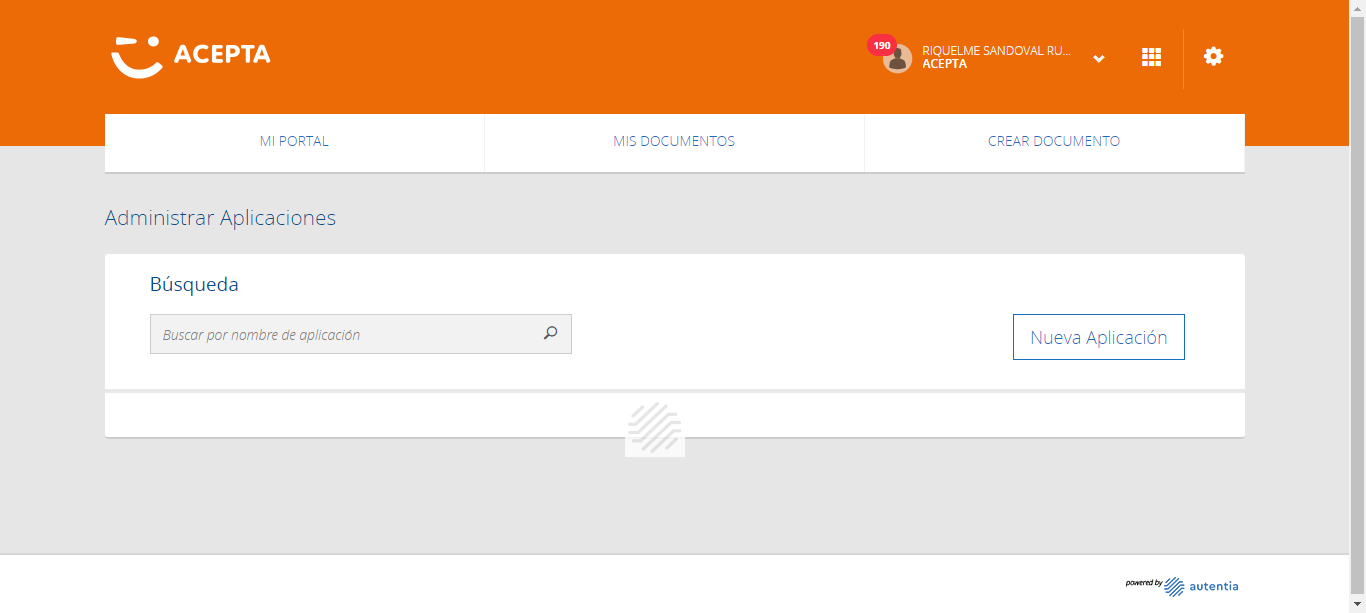 ACEPTA
190
RIQUELME SANDOVAL RU...
ACEPTA
MI PORTAL
MIS DOCUMENTOS
CREAR DOCUMENTO
Administrar Aplicaciones
Búsqueda
Buscar por nombre de aplicación
Nueva Aplicación
powered by autentia